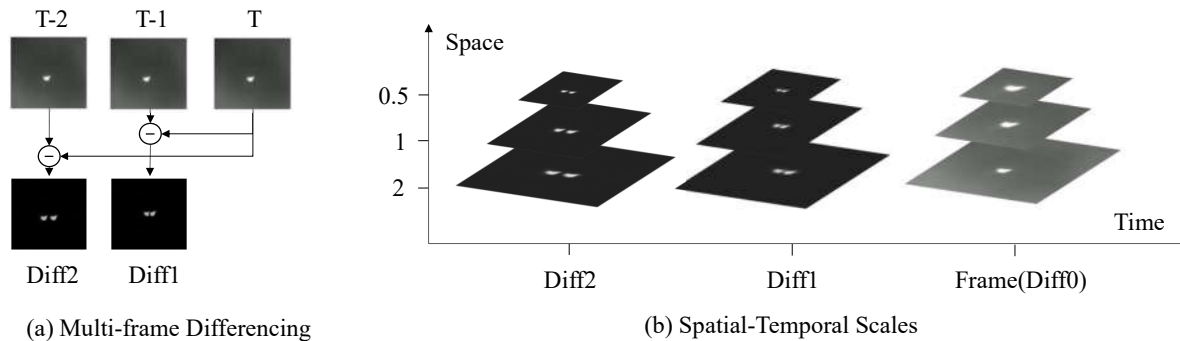 T-2 T-1 T
Diff2 Diff1
(a) Multi-frame Differencing
Space
0.5
1
2
Time
Diff2 Diff1 Frame(Diff0)
(b) Spatial-Temporal Scales